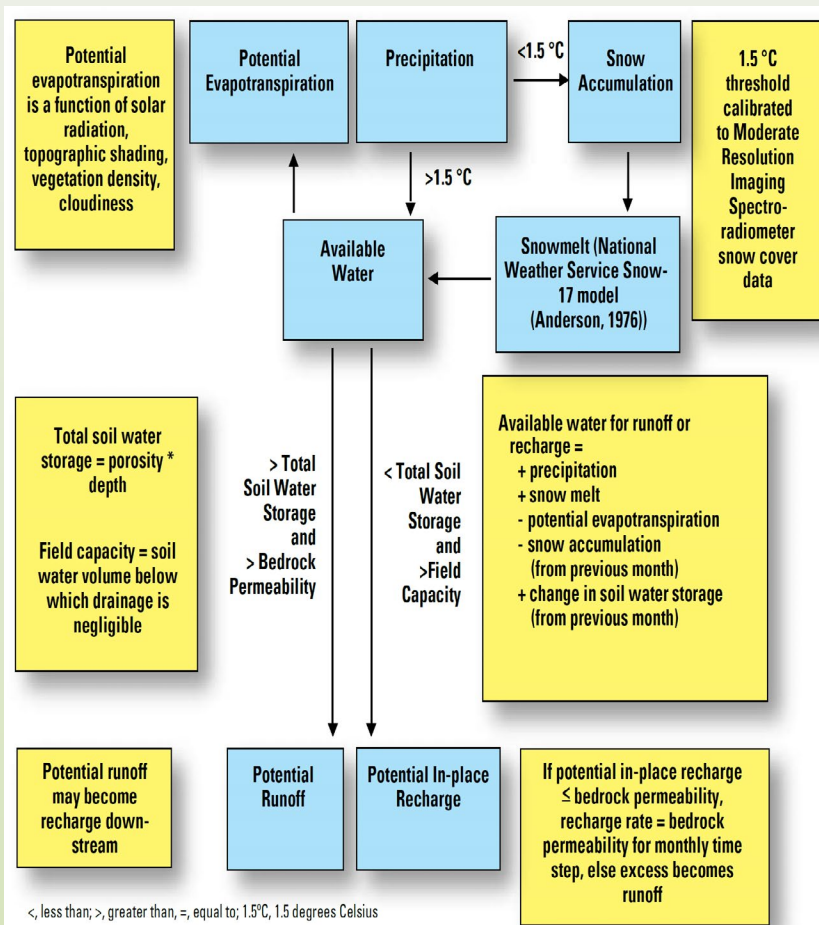 Potential
evapotranspiration
is a function of solar
radiation,
topographic shading,
vegetation density,
cloudiness
Potential
Evapotranspiration
Precipitation
<1.5 °C
Snow
Accumulation
1.5 °C
threshold
calibrated
to Moderate
Resolution
Imaging
Spectro-
radiometer
snow cover
data
>1.5 °C
Available
Water
Snowmelt (National
Weather Service Snow-
17 model
(Anderson, 1976))
Total soil water
storage = porosity *
depth
Field capacity = soil
water volume below
which drainage is
negligible
> Total
Soil Water
Storage
and
> Bedrock
Permeability
< Total Soil
Water
Storage
and
>Field
Capacity
Available water for runoff or
recharge =
+ precipitation
+ snow melt
- potential evapotranspiration
- snow accumulation
(from previous month)
+ change in soil water storage
(from previous month)
Potential runoff
may become
recharge down-
stream
Potential
Runoff
Potential In-place
Recharge
If potential in-place recharge
≤ bedrock permeability,
recharge rate = bedrock
permeability for monthly time
step, else excess becomes
runoff
<, less than; >, greater than, =, equal to; 1.5°C, 1.5 degrees Celsius